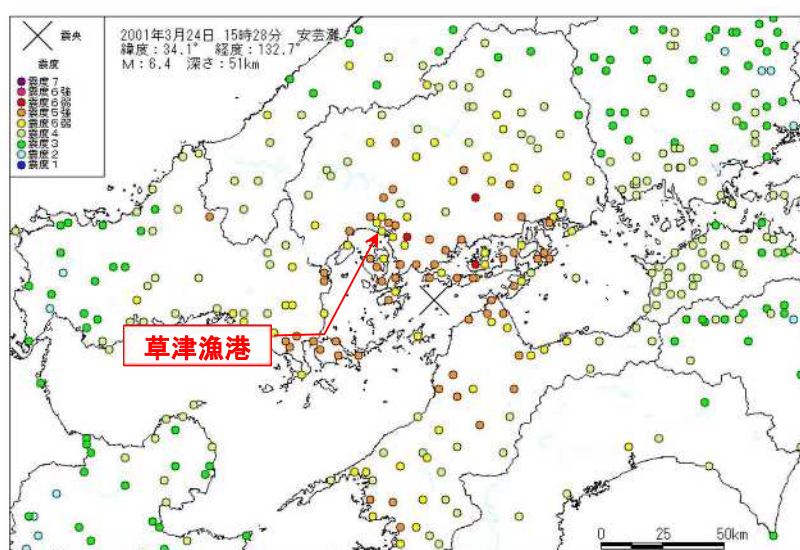 震央
震度
震度7
震度6強
震度6弱
震度5強
震度5弱
震度4
震度3
震度2
震度1
2001年3月24日 15時28分 安芸灘
緯度:34.1° 経度:132.7°
M:6.4 深さ:51km
草津漁港
0 25 50km